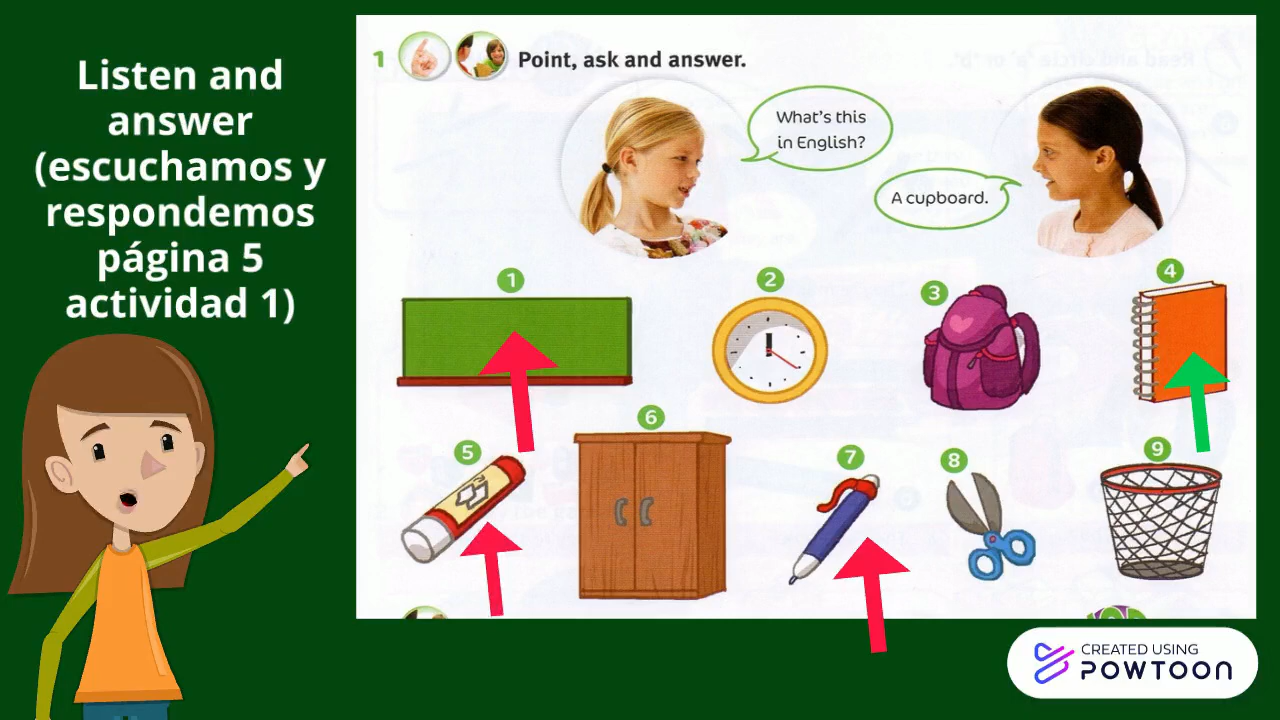 Listen and
answer
(escuchamos y
respondemos
página 5
actividad 1)
1 Point, ask and answer.
What's this
in English?
A cupboard.
1
2
3
4
5
6
7
8
9
CREATED USING
POWTOON